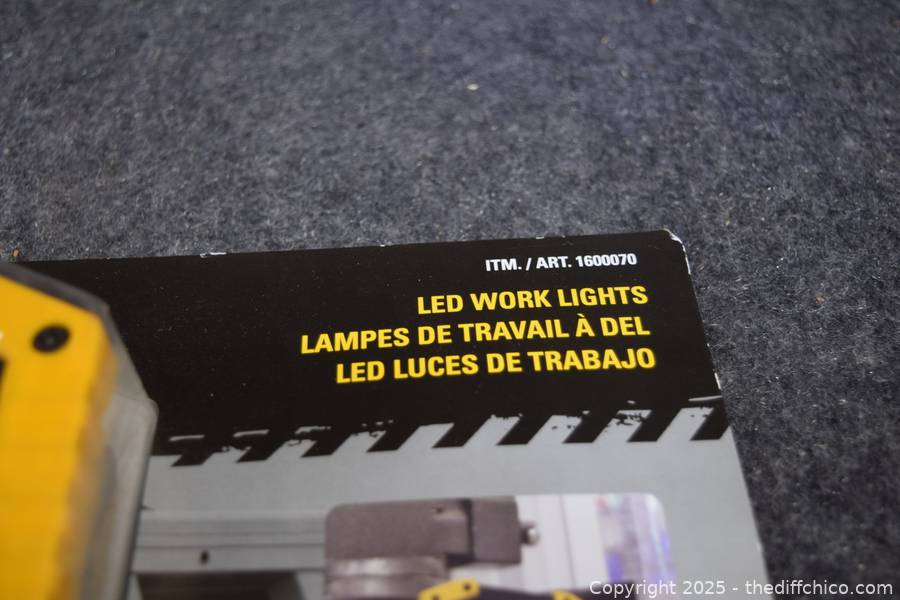 ITM. / ART. 1600070
LED WORK LIGHTS
LAMPES DE TRAVAIL À DEL
LED LUCES DE TRABAJO
Copyright 2025 - thediffchico.com